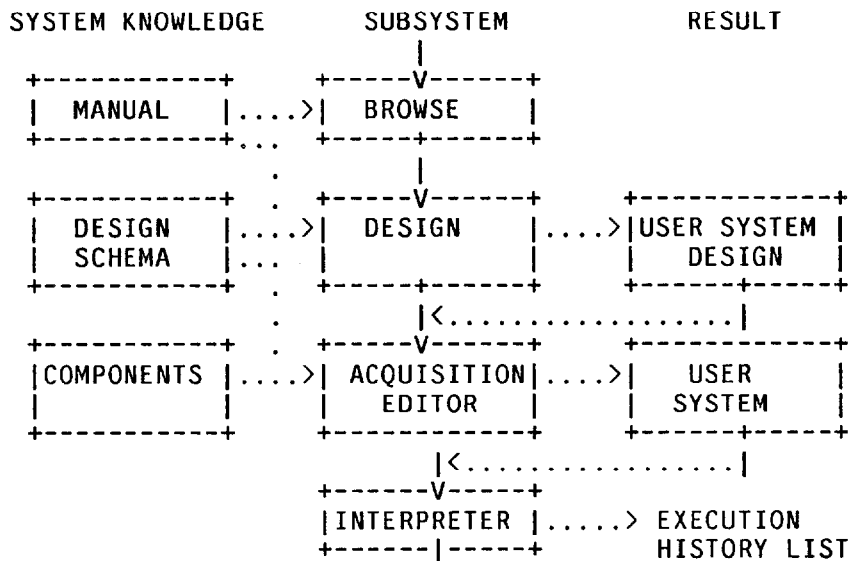 SYSTEM KNOWLEDGE SUBSYSTEM RESULT
MANUAL BROWSE
DESIGN DESIGN USER SYSTEM
SCHEMA DESIGN
COMPONENTS ACQUISITION USER
EDITOR SYSTEM
INTERPRETER EXECUTION
HISTORY LIST